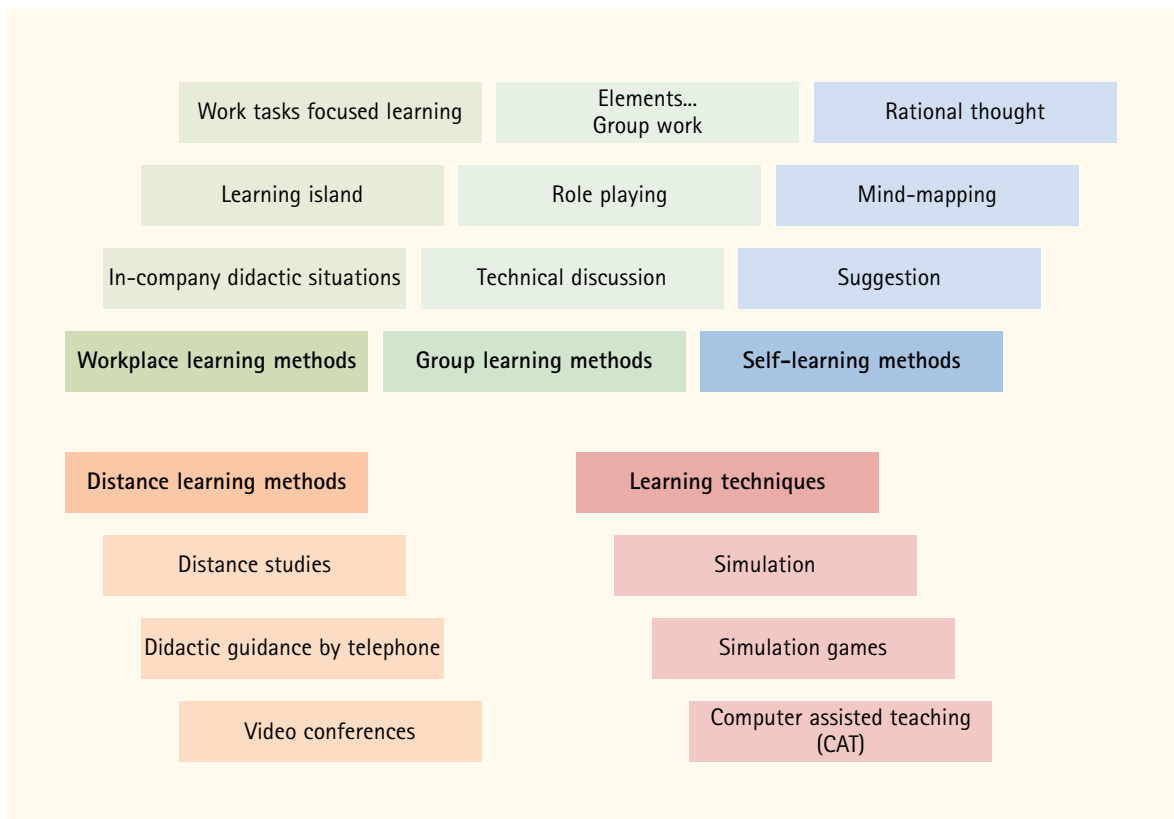 Work tasks focused learning
Elements...
Group work
Rational thought
Learning island
Role playing
Mind-mapping
In-company didactic situations
Technical discussion
Suggestion
Workplace learning methods
Group learning methods
Self-learning methods
Distance learning methods
Learning techniques
Distance studies
Simulation
Didactic guidance by telephone
Simulation games
Video conferences
Computer assisted teaching
(CAT)